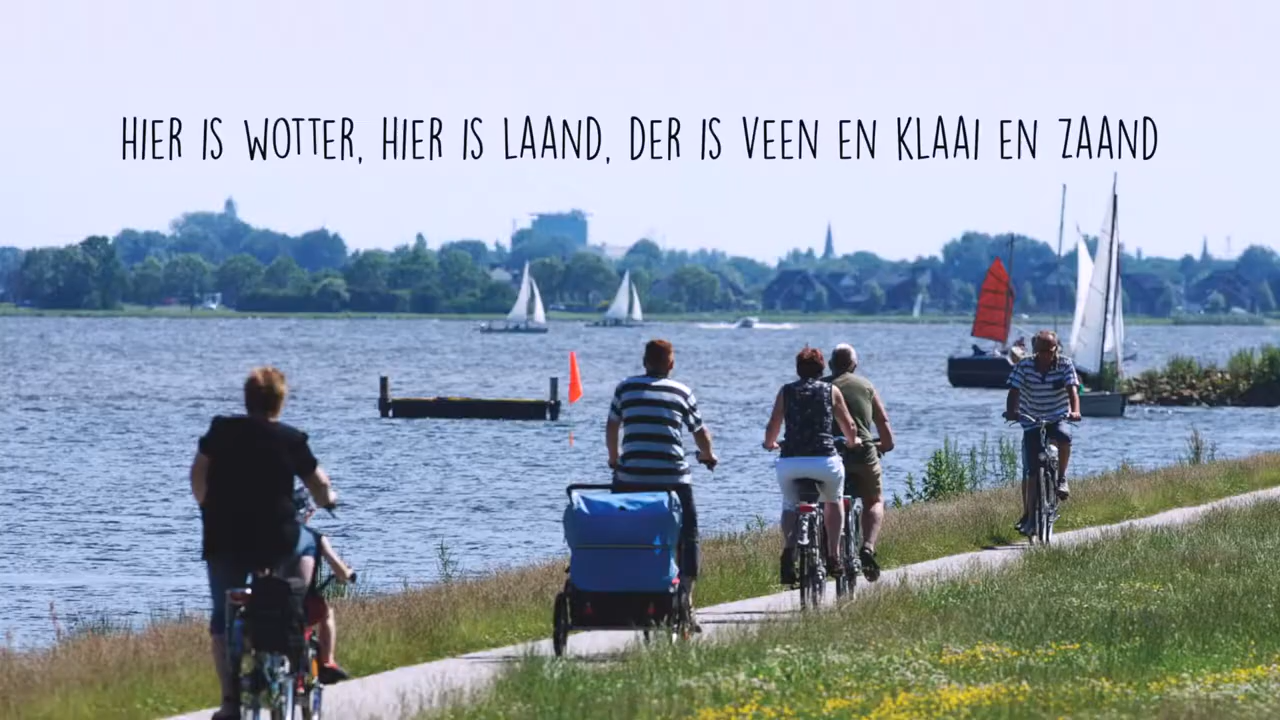 HIER IS WOTTER, HIER IS LAAND, DER IS VEEN EN KLAAI EN ZAAND